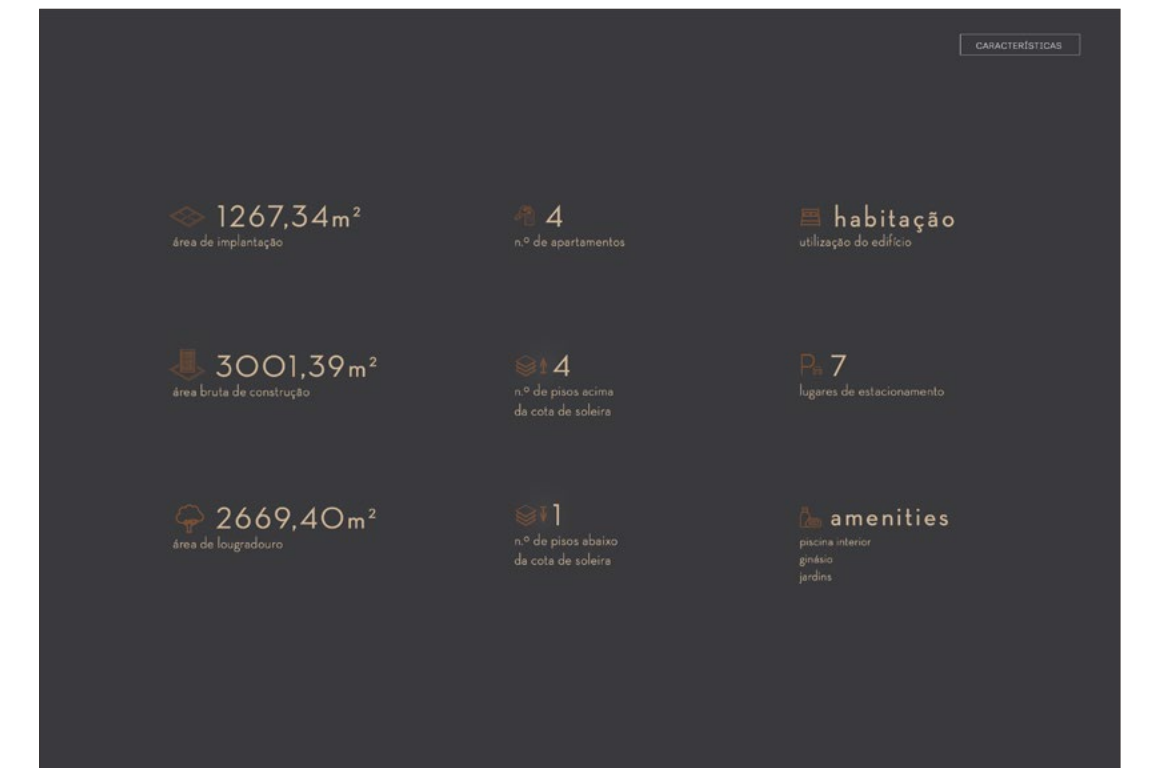 CARACTERÍSTICAS
1267,34m²
área de implantação
4
n.º de apartamentos
habitação
utilização do edifício
3001,39m²
área bruta de construção
4
n.º de pisos acima
da cota de soleira
P 7
lugares de estacionamento
2669,40m²
área de lougradouro
1
n.º de pisos abaixo
da cota de soleira
amenities
piscina interior
ginásio
jardins